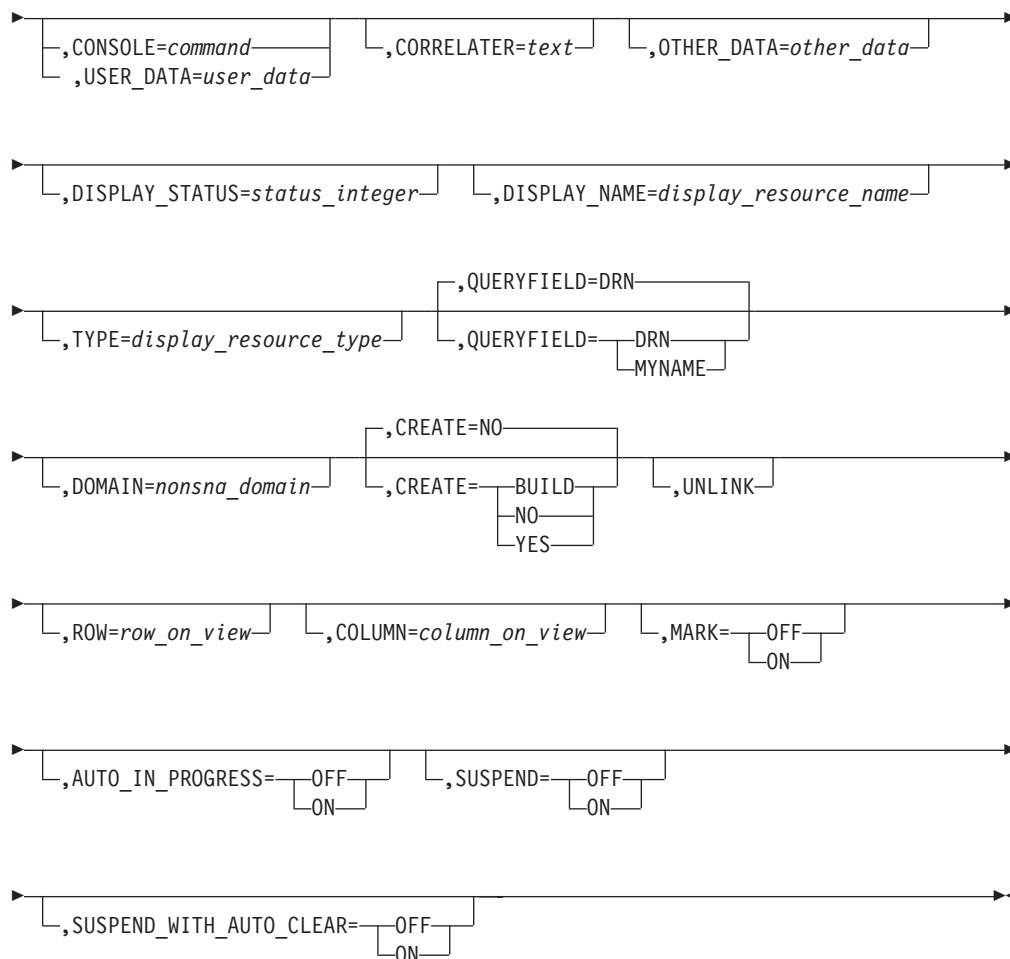 ,CONSOLE=command ,CORRELATER=text ,OTHER_DATA=other_data
,USER_DATA=user_data
,DISPLAY_STATUS=status_integer ,DISPLAY_NAME=display_resource_name
,QUERYFIELD=DRN
,TYPE=display_resource_type ,QUERYFIELD= DRN
MYNAME
,CREATE=NO
,DOMAIN=nonsna_domain ,CREATE= BUILD ,UNLINK
NO
YES
,ROW=row_on_view ,COLUMN=column_on_view ,MARK= OFF
ON
,AUTO_IN_PROGRESS= OFF ,SUSPEND= OFF
ON ON
,SUSPEND_WITH_AUTO_CLEAR= OFF
ON